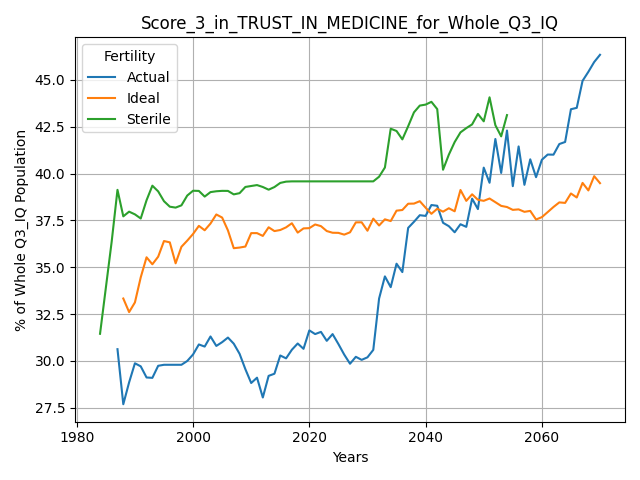 Score_3_in_TRUST_IN_MEDICINE_for_Whole_Q3_IQ
Fertility
Actual
Ideal
Sterile
% of Whole Q3_IQ Population
45.0
42.5
40.0
37.5
35.0
32.5
30.0
27.5
1980
2000
2020
2040
2060
Years